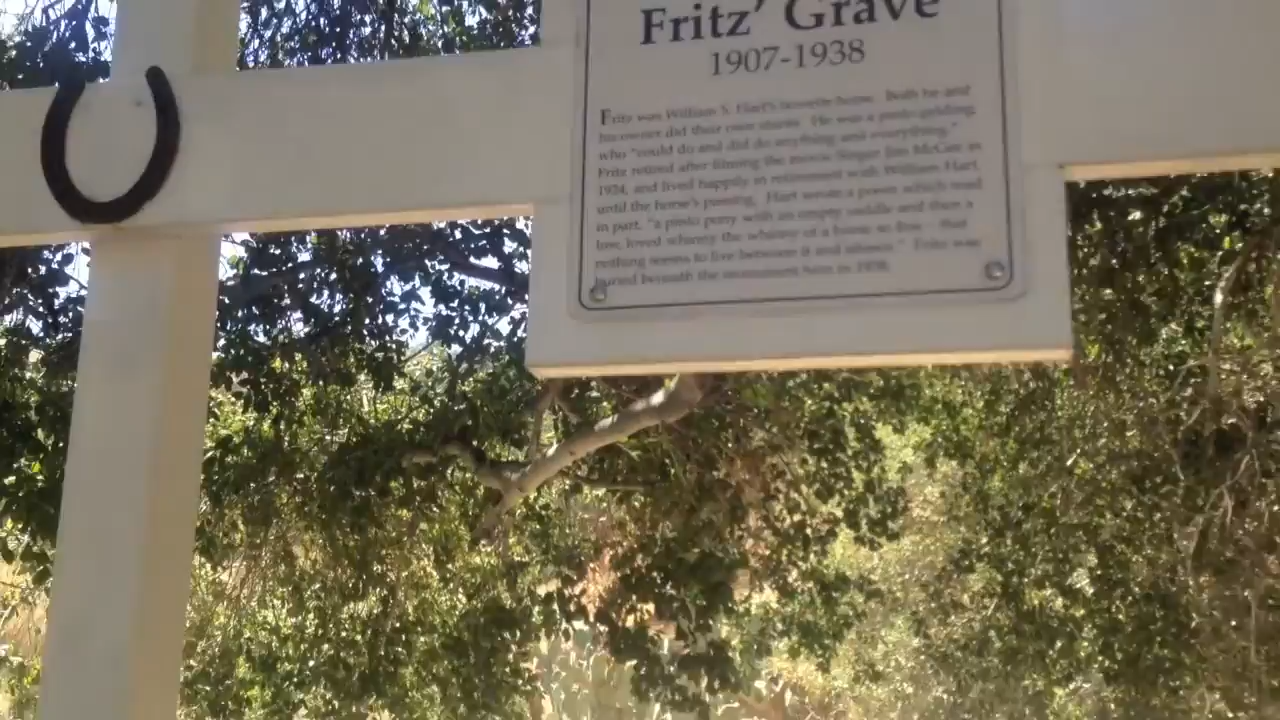 Fritz' Grave
1907-1938
Fritz was William S. Hart's favorite horse. Both he and
his owner did their own stunts. He was a pinto gelding,
who "could do and did do anything and everything."
Fritz retired after filming the movie Singer Jim McKee in
1924, and lived happily in retirement with William Hart
until the horse's passing. Hart wrote a poem which read
in part, "a pinto pony with an empty saddle and then a
low, loved whinny the whinny of a horse so fine that
nothing seems to live between it and silence." Fritz was
buried beneath the monument here in 1938.